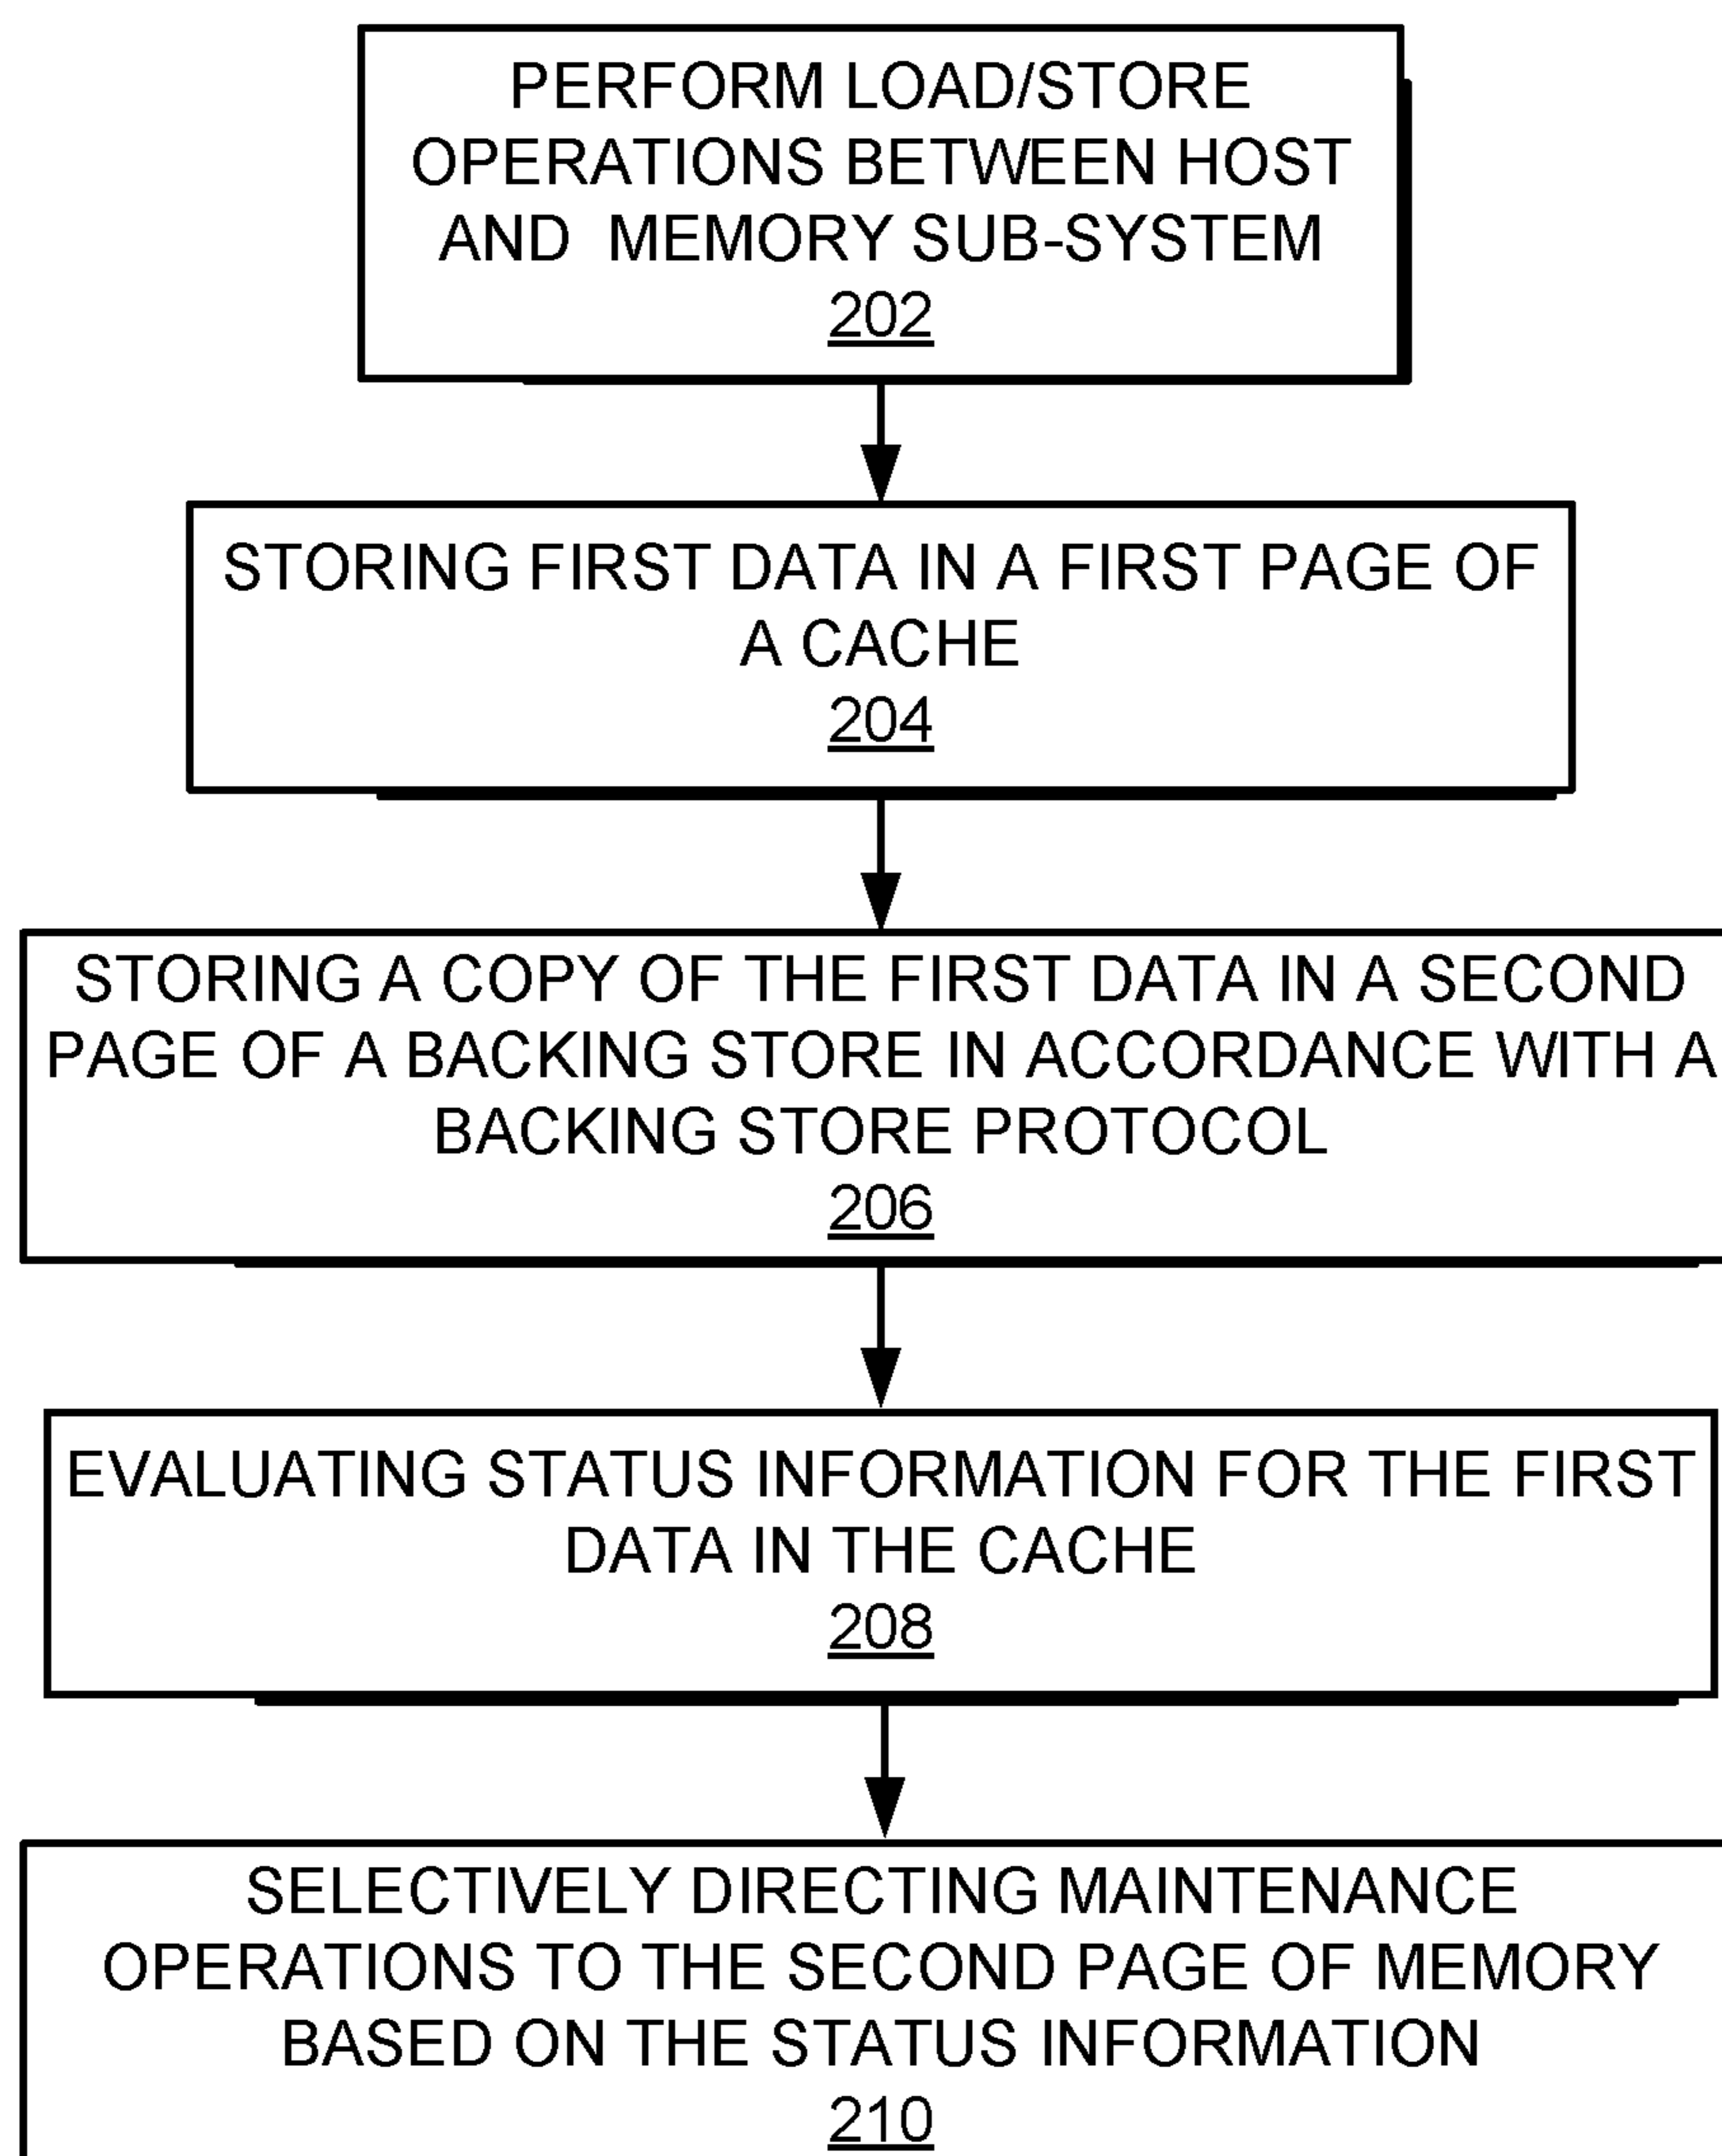 PERFORM LOAD/STORE
OPERATIONS BETWEEN HOST
AND MEMORY SUB-SYSTEM
202
STORING FIRST DATA IN A FIRST PAGE OF
A CACHE
204
STORING A COPY OF THE FIRST DATA IN A SECOND
PAGE OF A BACKING STORE IN ACCORDANCE WITH A
BACKING STORE PROTOCOL
206
EVALUATING STATUS INFORMATION FOR THE FIRST
DATA IN THE CACHE
208
SELECTIVELY DIRECTING MAINTENANCE
OPERATIONS TO THE SECOND PAGE OF MEMORY
BASED ON THE STATUS INFORMATION
210